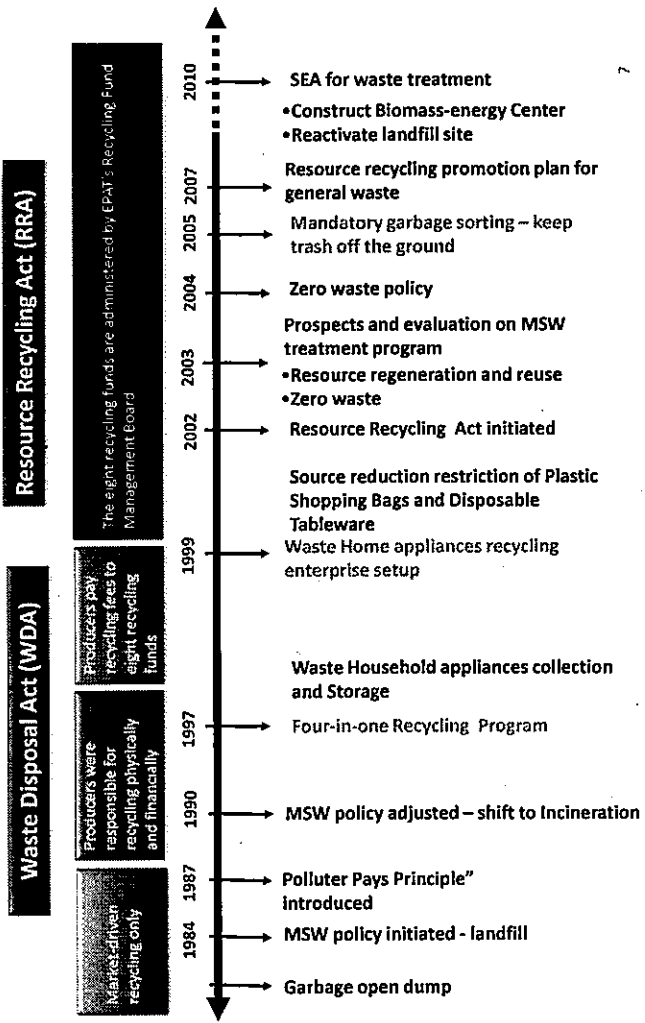 Resource Recycling Act (RRA)
Waste Disposal Act (WDA)
The eight recycling funds are administered by EPAT's Recycling Fund
Management Board
Producers pay
recycling fees to
eight recycling
funds
Producers were
responsible for
recycling physically
and financially
Market-driven
recycling only
2010
SEA for waste treatment
•Construct Biomass-energy Center
•Reactivate landfill site
2007
Resource recycling promotion plan for
general waste
2005
Mandatory garbage sorting – keep
trash off the ground
2004
Zero waste policy
Prospects and evaluation on MSW
treatment program
2003
•Resource regeneration and reuse
•Zero waste
2002
Resource Recycling Act initiated
Source reduction restriction of Plastic
Shopping Bags and Disposable
Tableware
1999
Waste Home appliances recycling
enterprise setup
Waste Household appliances collection
and Storage
1997
Four-in-one Recycling Program
1990
MSW policy adjusted – shift to Incineration
1987
Polluter Pays Principle"
introduced
1984
MSW policy initiated - landfill
Garbage open dump
7